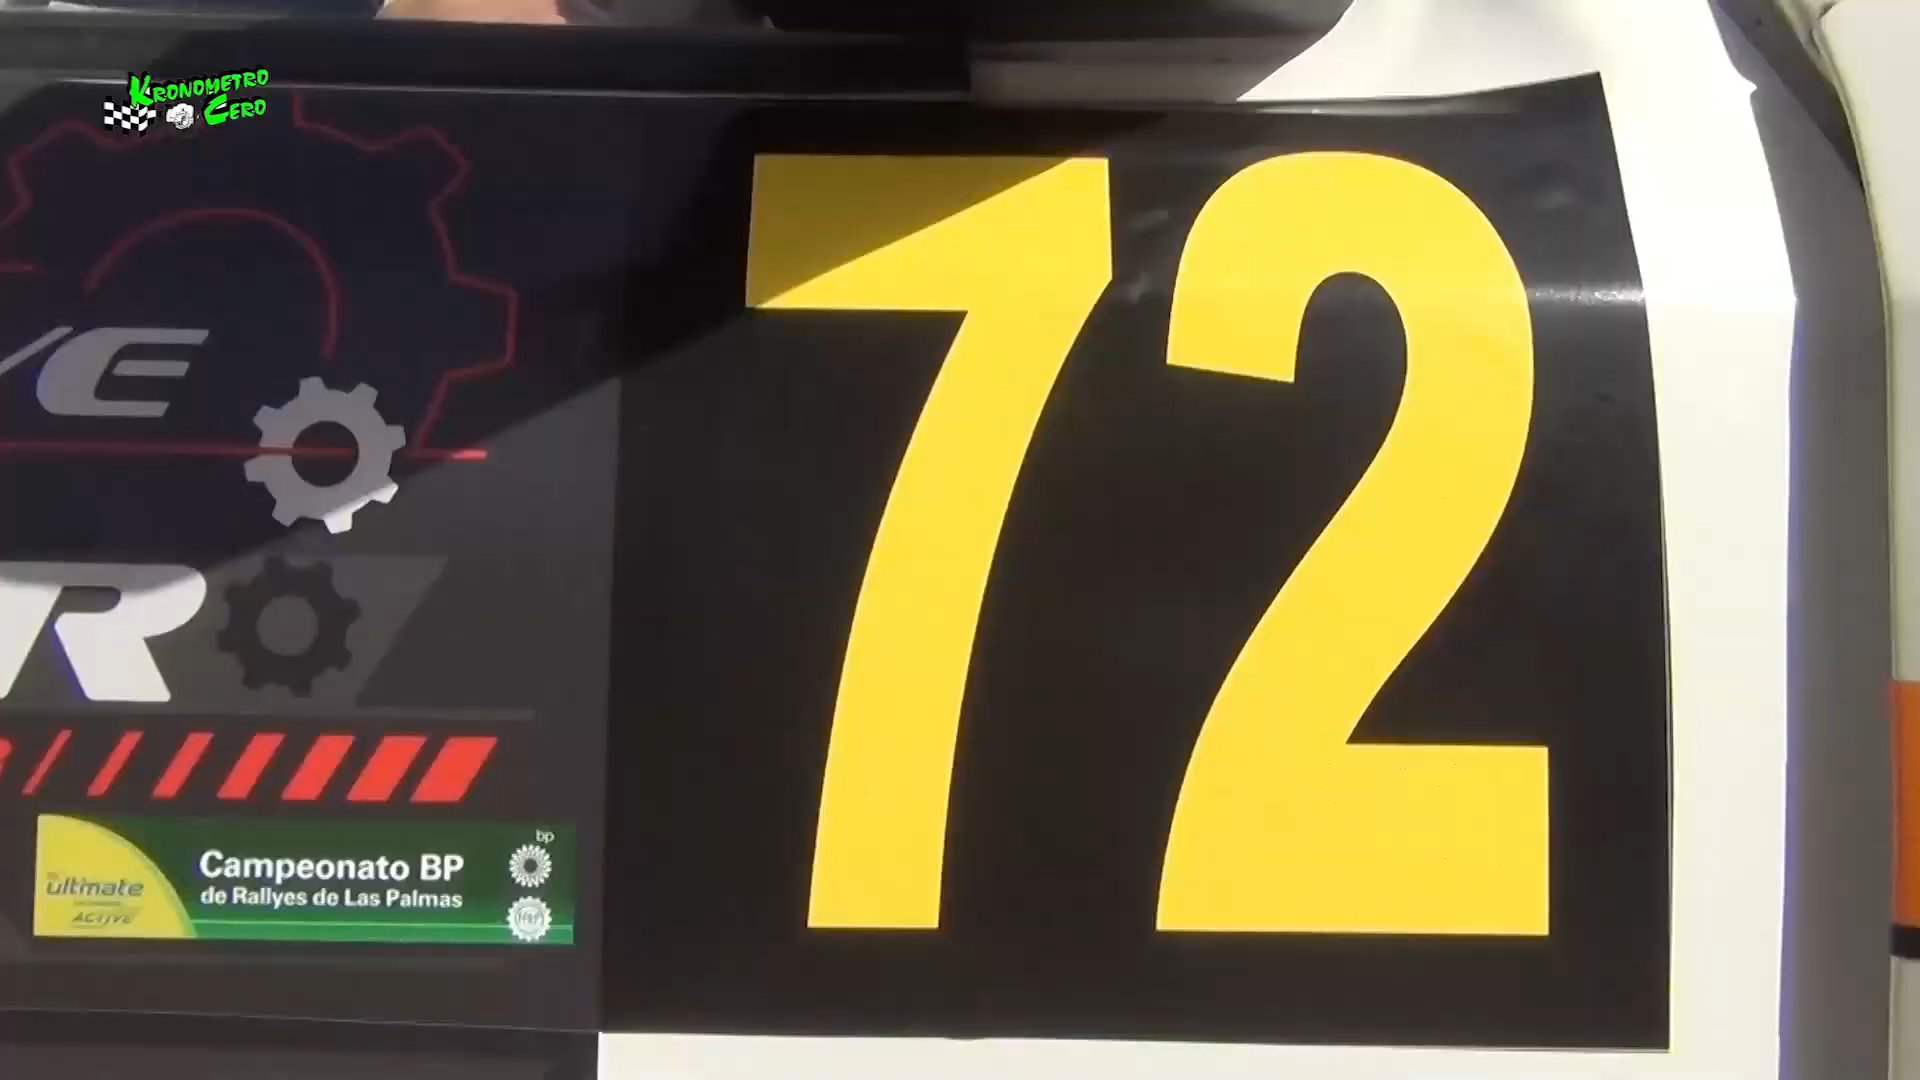 KRONOMETRO
CERO
72
VE
R
Campeonato BP
de Rallyes de Las Palmas
ultimate
ACTIVE
bp